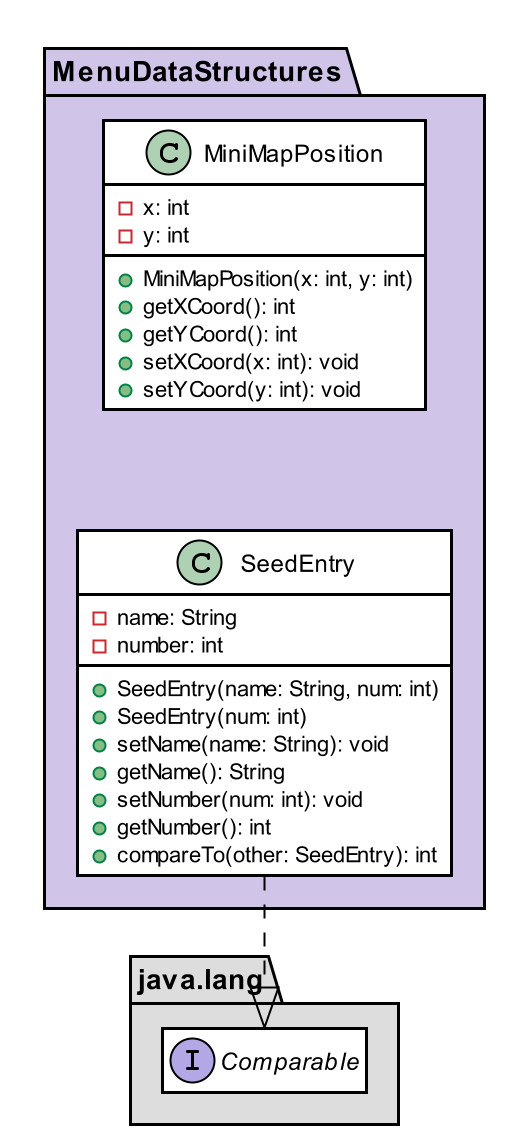 MenuDataStructures
C MiniMapPosition
x: int
y: int
MiniMapPosition(x: int, y: int)
getXCoord(): int
getYCoord(): int
setXCoord(x: int): void
setYCoord(y: int): void
C SeedEntry
name: String
number: int
SeedEntry(name: String, num: int)
SeedEntry(num: int)
setName(name: String): void
getName(): String
setNumber(num: int): void
getNumber(): int
compareTo(other: SeedEntry): int
java.lang
I Comparable